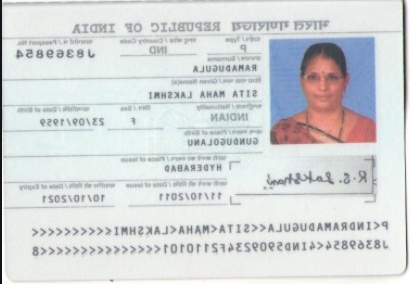 भारत गणराज्य REPUBLIC OF INDIA
टाईप / Type
राष्ट्र कोड / Country Code
पासपोर्ट नं. / Passport No.
P
IND
J8369854
उपनाम / Surname
RAMADUGULA
दिया गया नाम / Given Name(s)
SITA MAHA LAKSHMI
राष्ट्रीयता / Nationality
लिंग / Sex
जन्मतिथि / Date of Birth
INDIAN
F
23/09/1959
जन्म स्थान / Place of Birth
GUNDUGOLANU
जारी करने का स्थान / Place of Issue
HYDERABAD
जारी करने की तिथि / Date of Issue
समाप्ति की तिथि / Date of Expiry
11/10/2011
10/10/2021
P<INDRAMADUGULA<<SITA<MAHA<LAKSHMI<<<<<<<<<<
J8369854<4IND5909234F2110101<<<<<<<<<<<<<<<8